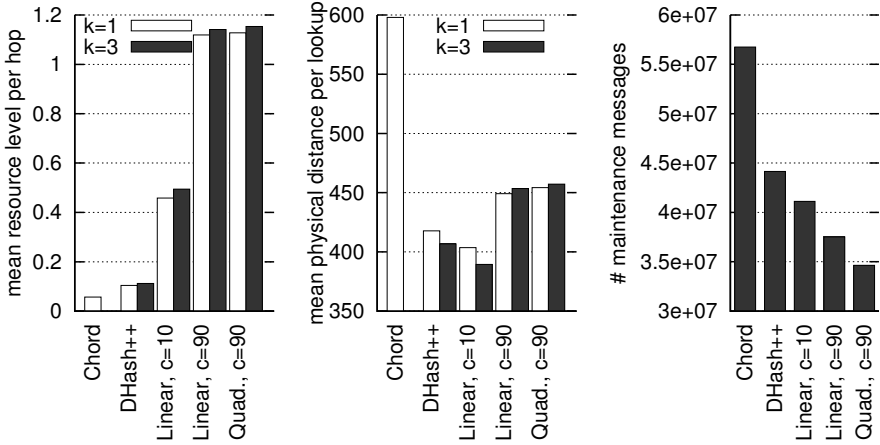 mean resource level per hop
1.2
1
0.8
0.6
0.4
0.2
0
k=1
k=3
Chord
DHash++
Linear, c=10
Linear, c=90
Quad., c=90
mean physical distance per lookup
600
550
500
450
400
350
k=1
k=3
Chord
DHash++
Linear, c=10
Linear, c=90
Quad., c=90
# maintenance messages
6e+07
5.5e+07
5e+07
4.5e+07
4e+07
3.5e+07
3e+07
Chord
DHash++
Linear, c=10
Linear, c=90
Quad., c=90